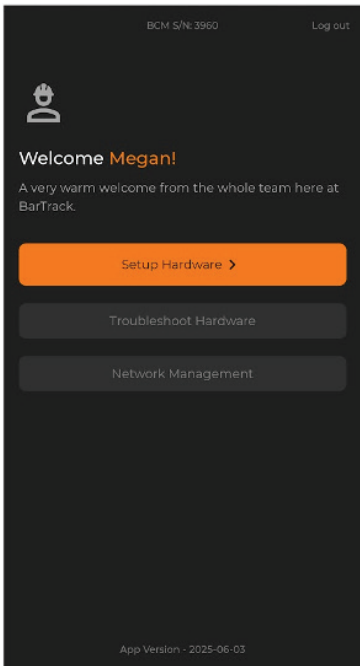 BCM S/N: 3960 Log out
Welcome Megan!
A very warm welcome from the whole team here at
BarTrack.
Setup Hardware >
Troubleshoot Hardware
Network Management
App Version - 2025-06-03